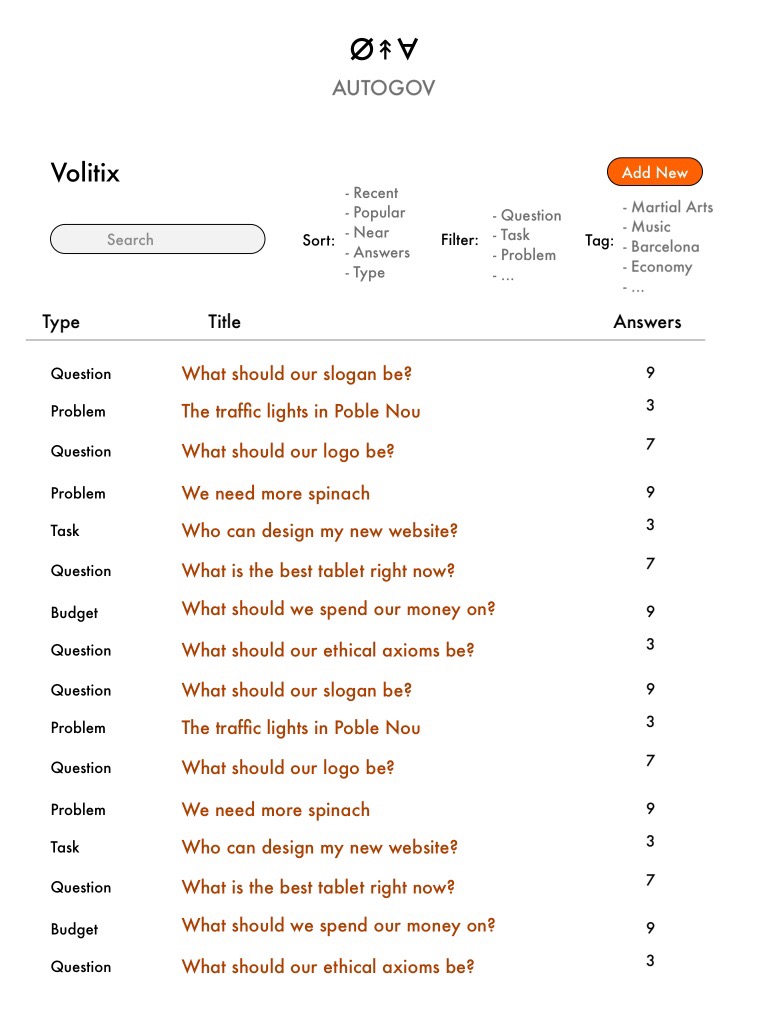 Ø↟∀
AUTOGOV
Volitix
Add New
Search
Sort:
- Recent
- Popular
- Near
- Answers
- Type
Filter:
- Question
- Task
- Problem
- ...
Tag:
- Martial Arts
- Music
- Barcelona
- Economy
- ...
Type Title Answers
Question What should our slogan be? 9
Problem The traffic lights in Poble Nou 3
Question What should our logo be? 7
Problem We need more spinach 9
Task Who can design my new website? 3
Question What is the best tablet right now? 7
Budget What should we spend our money on? 9
Question What should our ethical axioms be? 3
Question What should our slogan be? 9
Problem The traffic lights in Poble Nou 3
Question What should our logo be? 7
Problem We need more spinach 9
Task Who can design my new website? 3
Question What is the best tablet right now? 7
Budget What should we spend our money on? 9
Question What should our ethical axioms be? 3